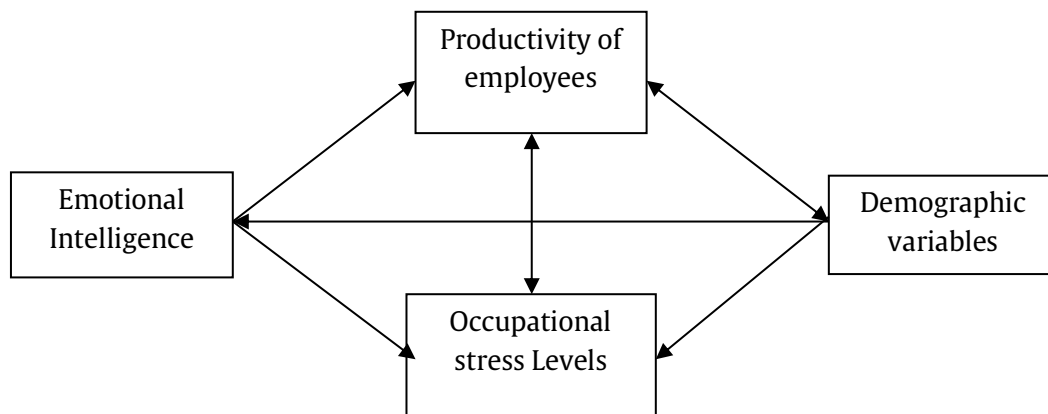 Productivity of
employees
Emotional
Intelligence
Demographic
variables
Occupational
stress Levels